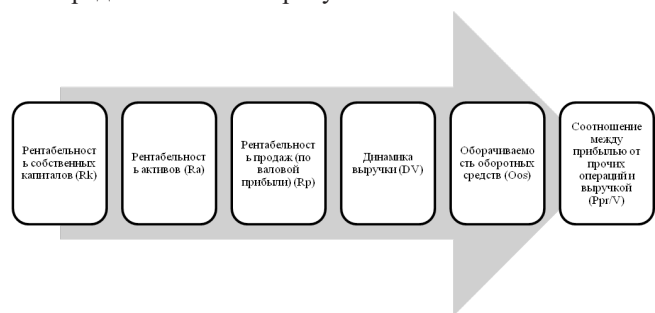 Рентабельност
ь собственных
капиталов (Rk)
Рентабельност
ь активов (Ra)
Рентабельност
ь продаж (по
валовой
прибыли) (Rp)
Динамика
выручки (DV)
Оборачиваемо
сть оборотных
средств (Oos)
Соотношение
между
прибылью от
прочих
операций и
выручкой
(Ppr/V)